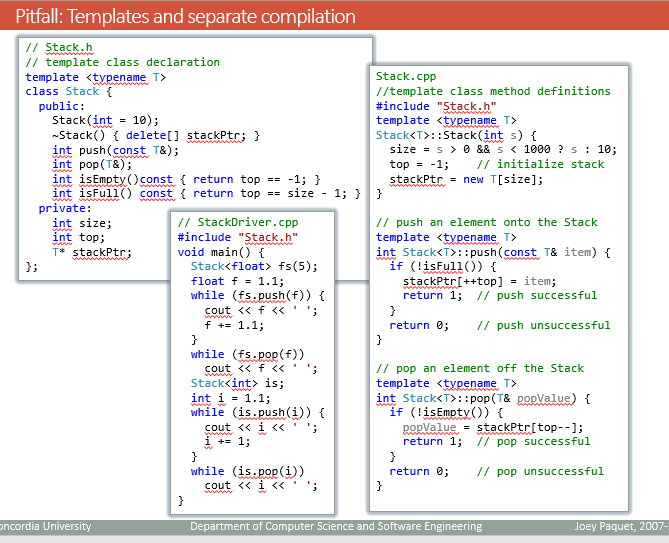 Pitfall: Templates and separate compilation
// Stack.h
// template class declaration
template <typename T>
class Stack {
  public:
    Stack(int = 10);
    ~Stack() { delete[] stackPtr; }
    int push(const T&);
    int pop(T&);
    int isEmpty()const { return top == -1; }
    int isFull() const { return top == size - 1; }
  private:
    int size;
    int top;
    T* stackPtr;
};
// StackDriver.cpp
#include "Stack.h"
void main() {
  Stack<float> fs(5);
  float f = 1.1;
  while (fs.push(f)) {
    cout << f << ' ';
    f += 1.1;
  }
  while (fs.pop(f))
    cout << f << ' ';
  Stack<int> is;
  int i = 1.1;
  while (is.push(i)) {
    cout << i << ' ';
    i += 1;
  }
  while (is.pop(i))
    cout << i << ' ';
}
Stack.cpp
//template class method definitions
#include "Stack.h"
template <typename T>
Stack<T>::Stack(int s) {
  size = s > 0 && s < 1000 ? s : 10;
  top = -1;    // initialize stack
  stackPtr = new T[size];
}
// push an element onto the Stack
template <typename T>
int Stack<T>::push(const T& item) {
  if (!isFull()) {
    stackPtr[++top] = item;
    return 1;  // push successful
  }
  return 0;    // push unsuccessful
}
// pop an element off the Stack
template <typename T>
int Stack<T>::pop(T& popValue) {
  if (!isEmpty()) {
    popValue = stackPtr[top--];
    return 1;  // pop successful
  }
  return 0;    // pop unsuccessful
}
oncordia University
Department of Computer Science and Software Engineering
Joey Paquet, 2007-